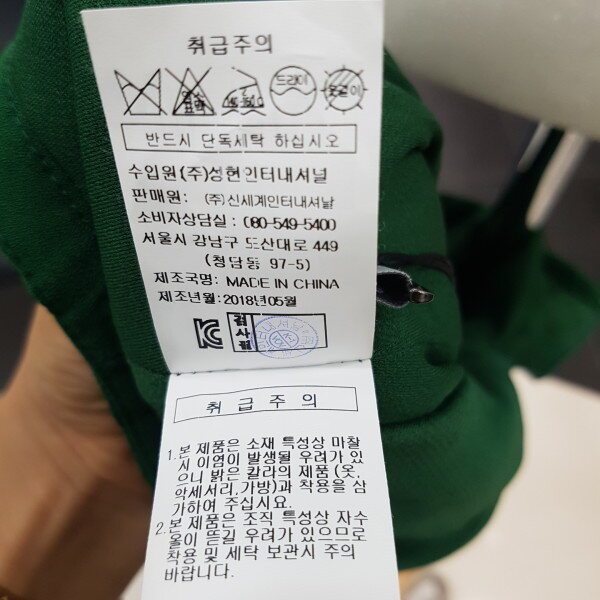 취급주의
염소
표백
140~160℃
드라이
옷걸이
반드시 단독세탁 하십시오
수입원(주)성현인터내셔널
판매원: (주)신세계인터내셔날
소비자상담실: 080-549-5400
서울시 강남구 도산대로 449
(청담동 97-5)
제조국명: MADE IN CHINA
제조년월:2018년05월
검
사
필
취급주의
1.본 제품은 소재 특성상 마찰
시 이염이 발생될 우려가 있
으니 밝은 칼라의 제품(옷,
악세서리,가방)과 착용을 삼
가하여 주십시요.
2.본 제품은 조직 특성상 자수
올이 뜯길 우려가 있으므로
착용 및 세탁 보관시 주의
바랍니다.